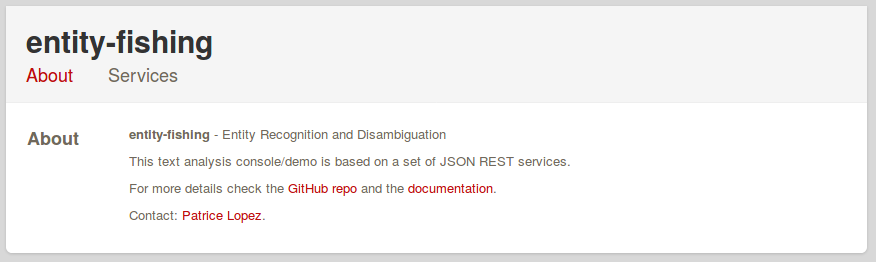 entity-fishing
About Services
About
entity-fishing - Entity Recognition and Disambiguation
This text analysis console/demo is based on a set of JSON REST services.
For more details check the GitHub repo and the documentation.
Contact: Patrice Lopez.